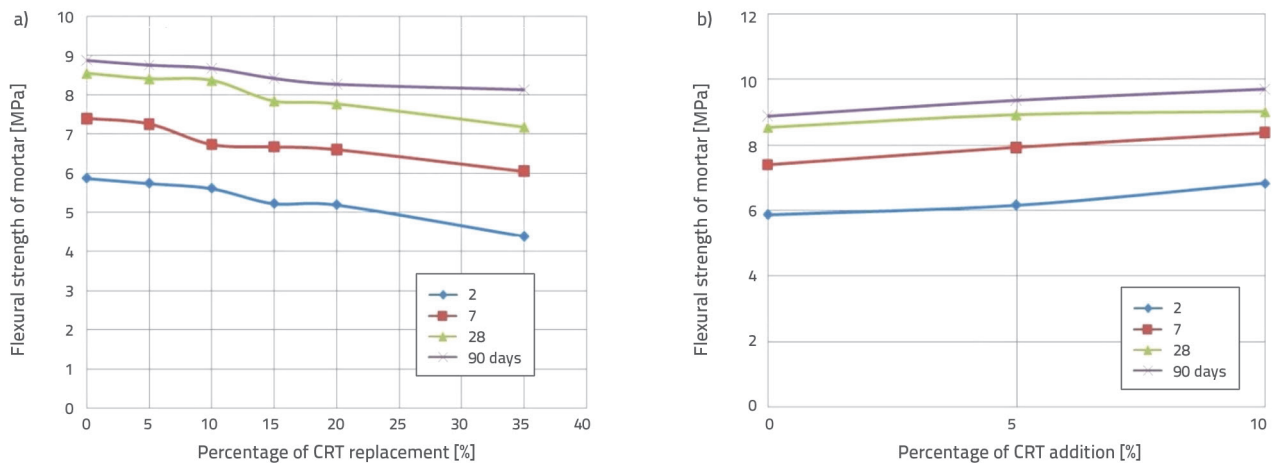 a)
Flexural strength of mortar [MPa]
10
9
8
7
6
5
4
3
2
1
0
0 5 10 15 20 25 30 35 40
Percentage of CRT replacement [%]
2
7
28
90 days
b)
Flexural strength of mortar [MPa]
12
10
8
6
4
2
0
0 5 10
Percentage of CRT addition [%]
2
7
28
90 days